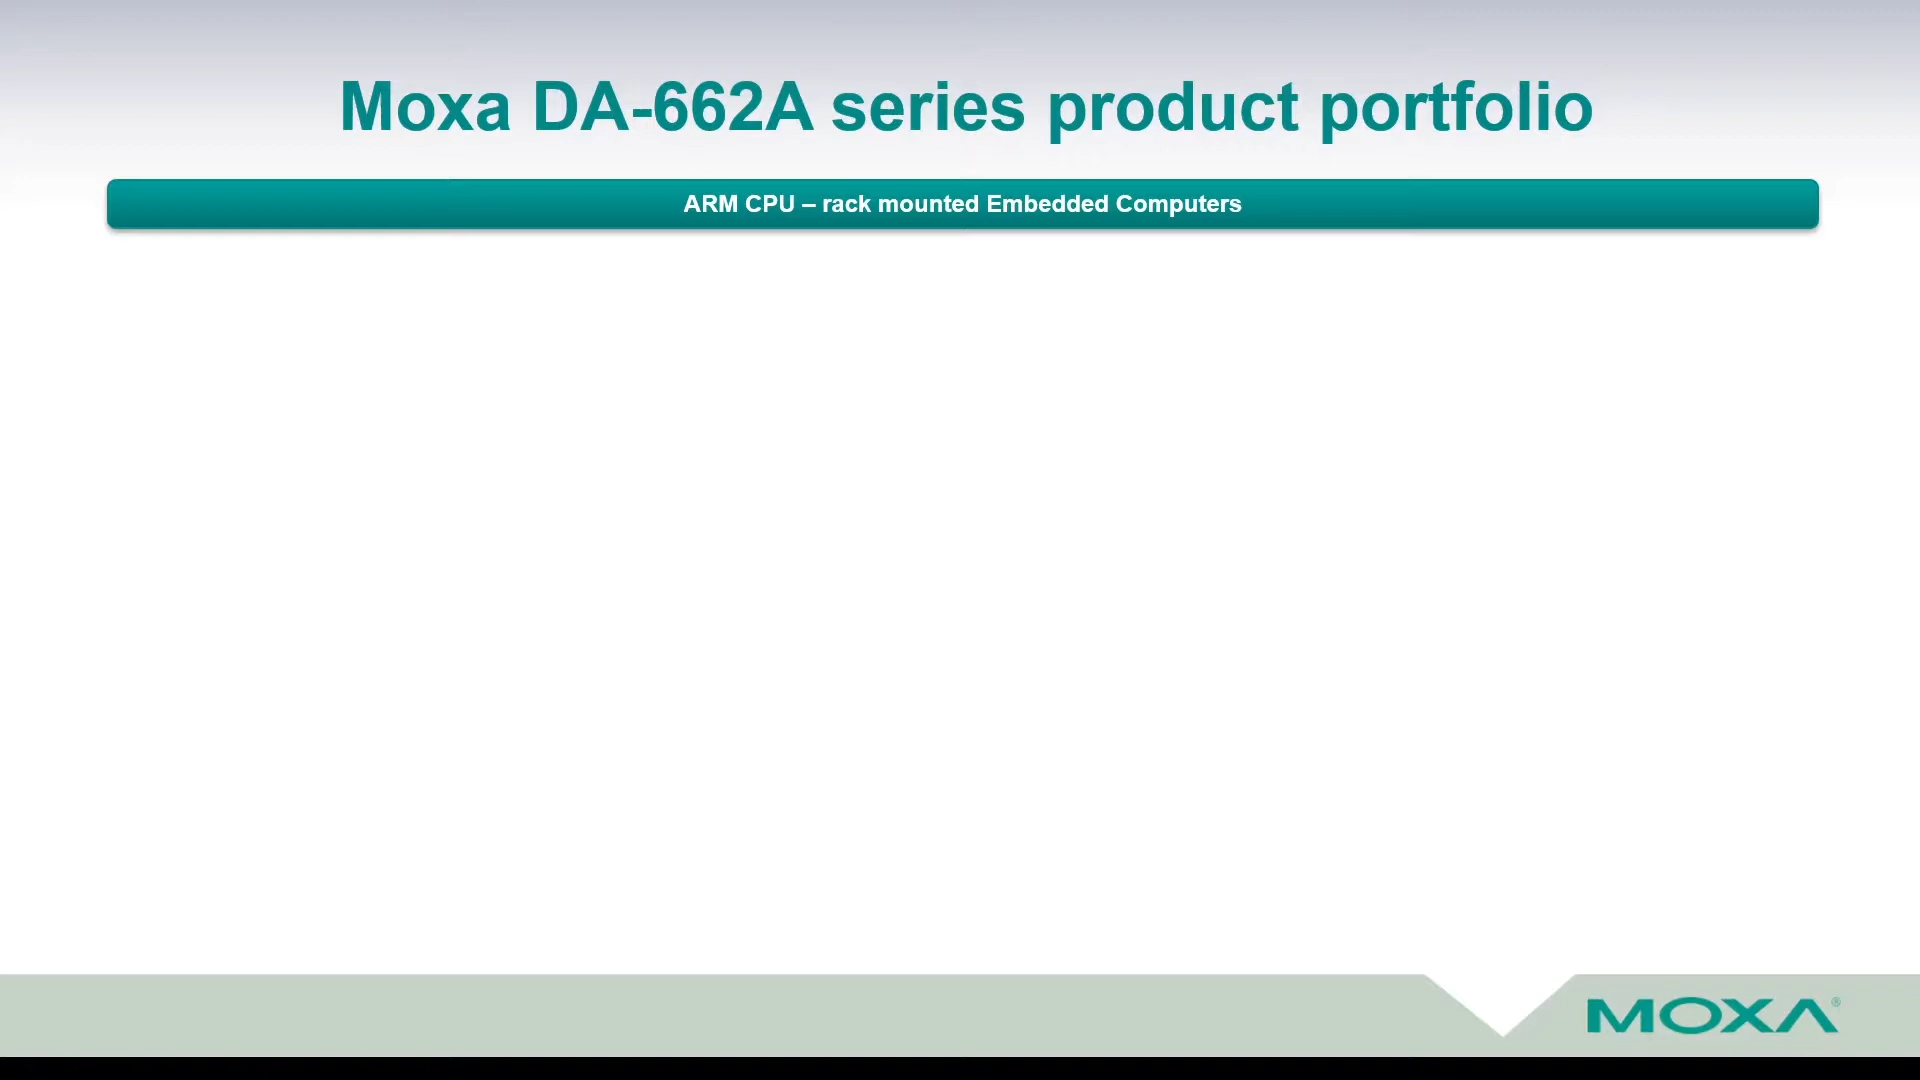 Moxa DA-662A series product portfolio
ARM CPU – rack mounted Embedded Computers
MOXA®